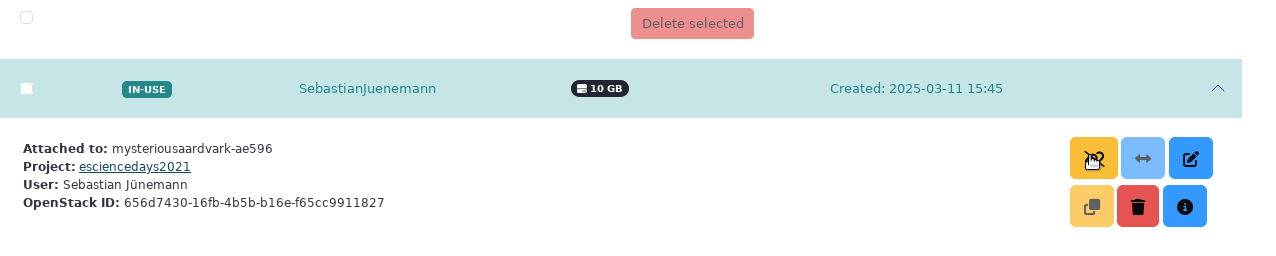 Delete selected
IN-USE SebastianJuenemann 10 GB Created: 2025-03-11 15:45
Attached to: mysteriousaardvark-ae596
Project: esciencedays2021
User: Sebastian Jünemann
OpenStack ID: 656d7430-16fb-4b5b-b16e-f65cc9911827